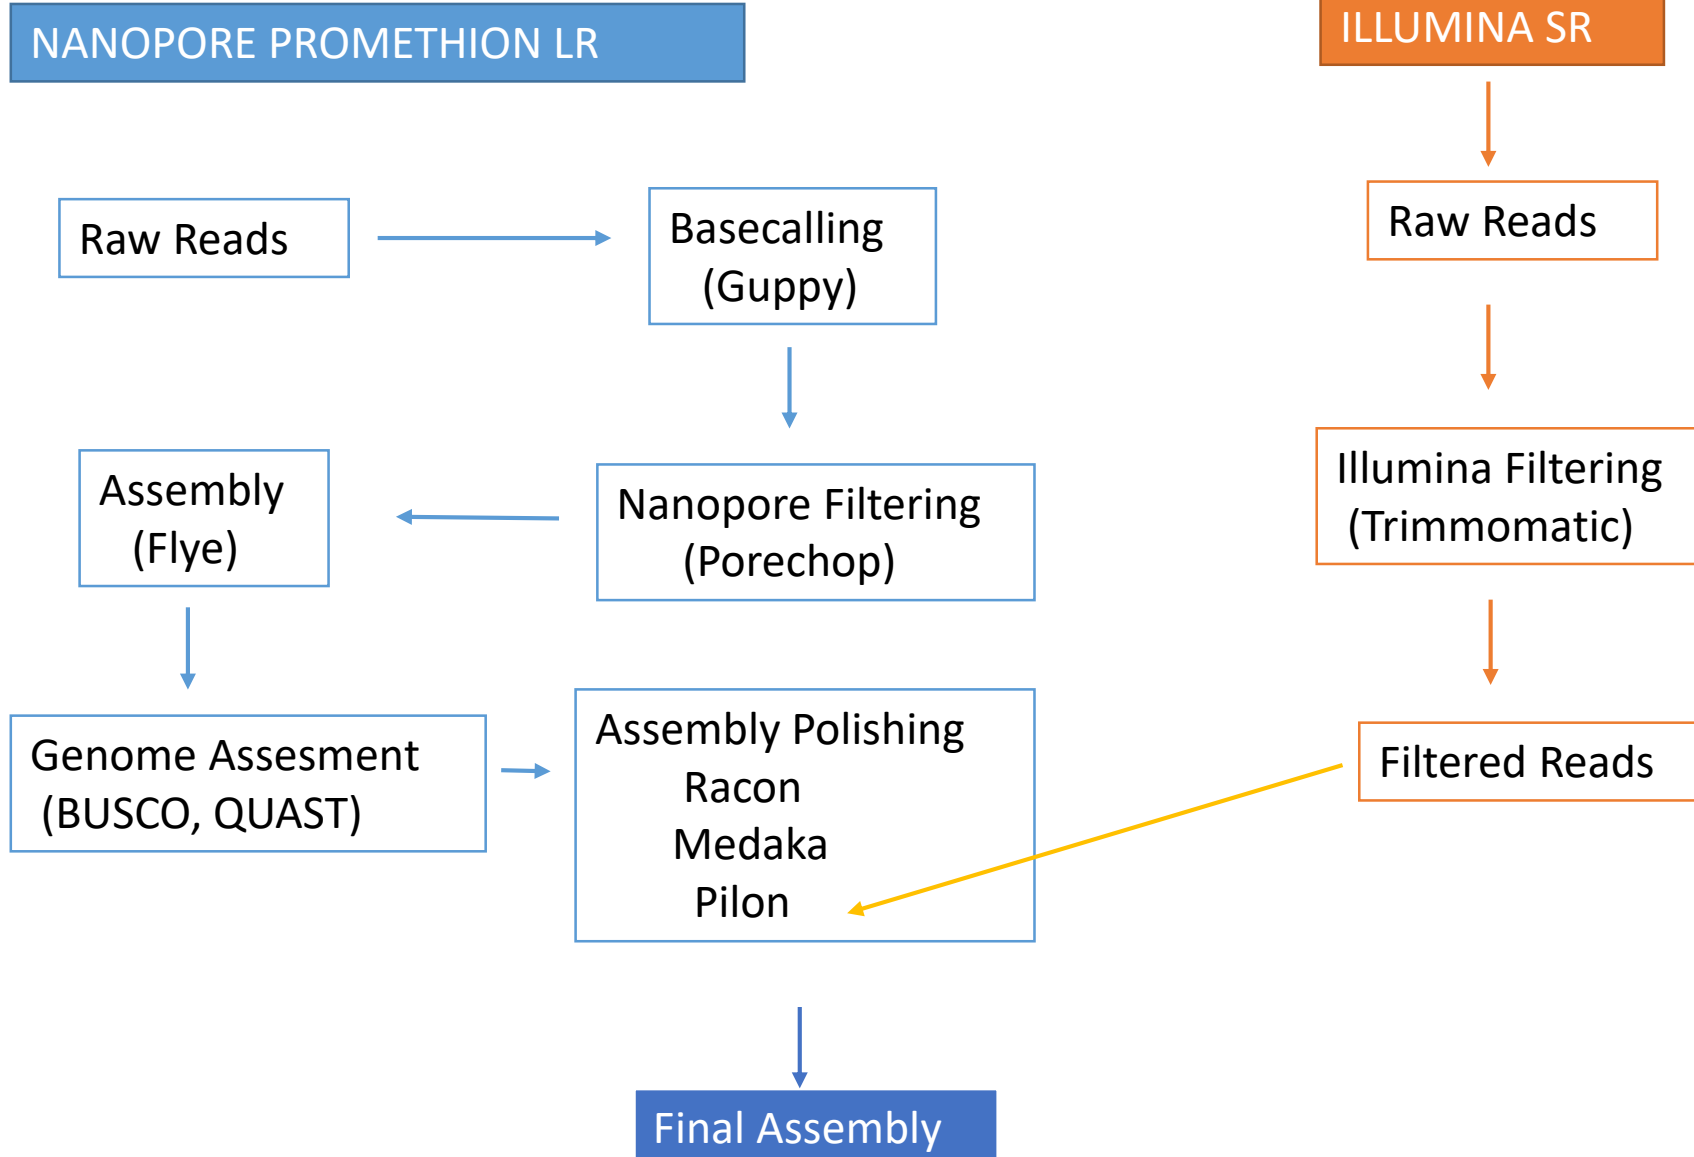 NANOPORE PROMETHION LR
ILLUMINA SR
Raw Reads
Basecalling
(Guppy)
Raw Reads
Assembly
(Flye)
Nanopore Filtering
(Porechop)
Illumina Filtering
(Trimmomatic)
Genome Assesment
(BUSCO, QUAST)
Assembly Polishing
Racon
Medaka
Pilon
Filtered Reads
Final Assembly